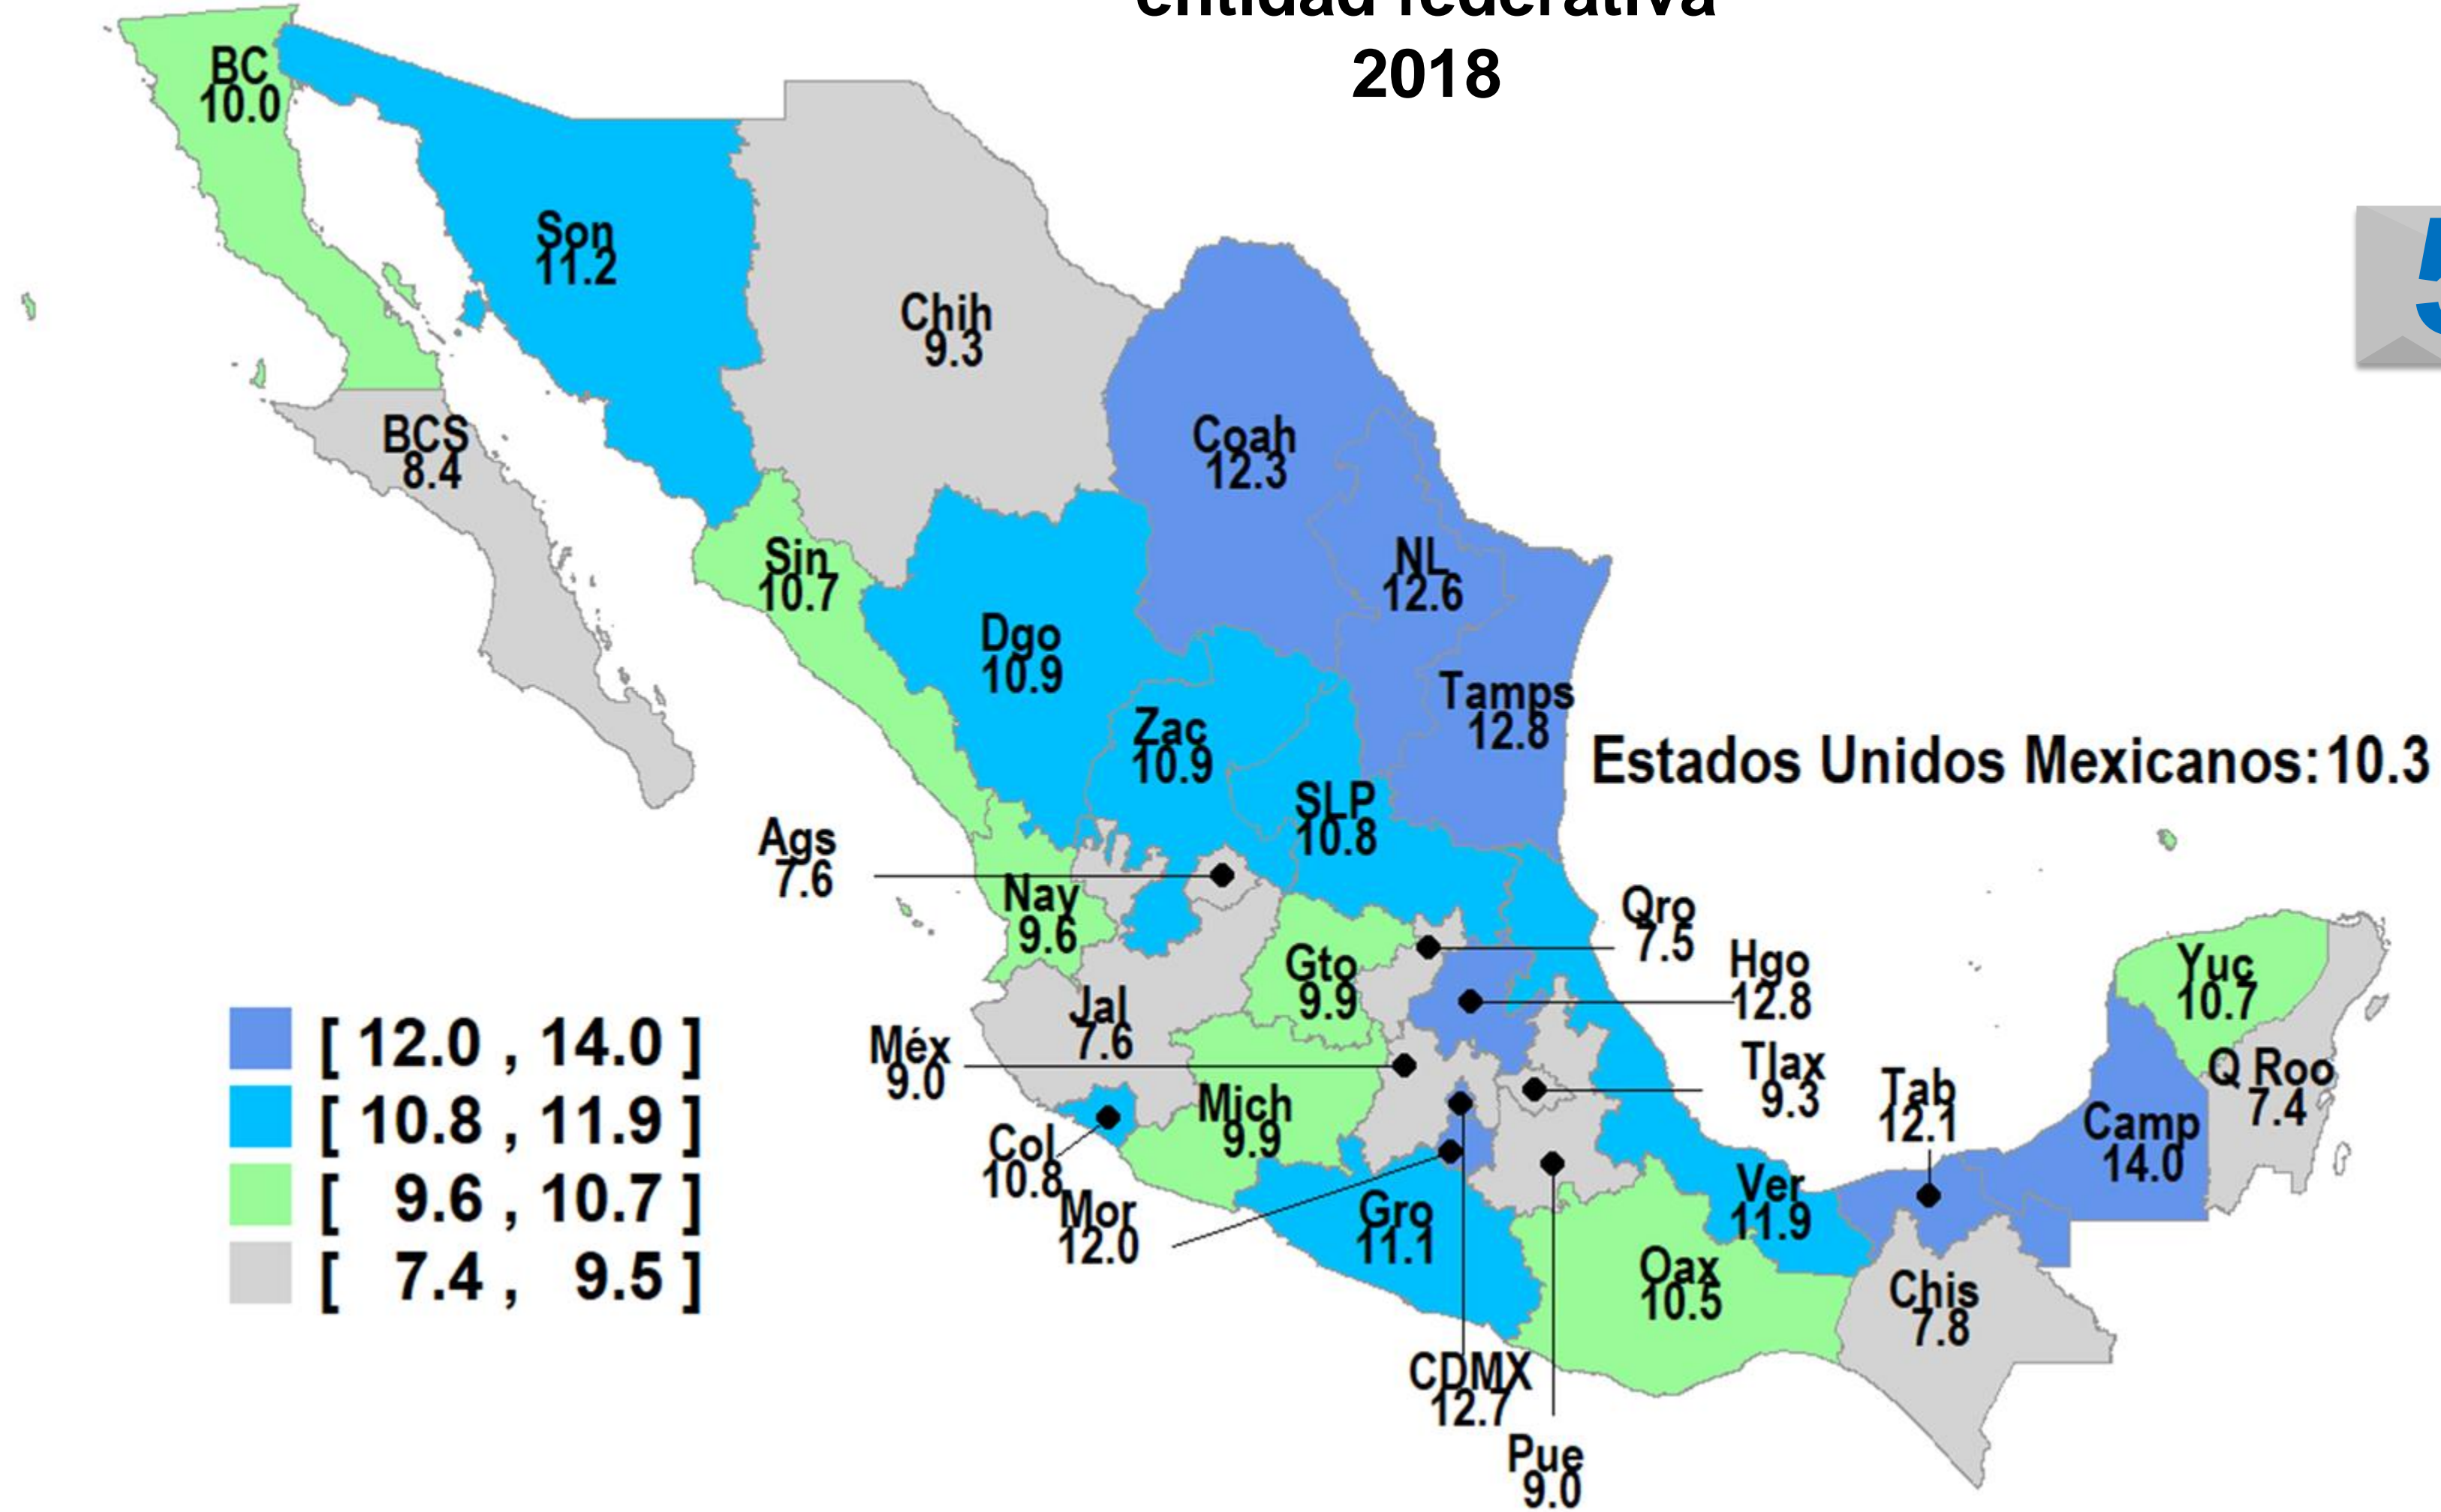 entidad federativa
2018
BC
10.0
Son
11.2
Chih
9.3
BCS
8.4
Coah
12.3
Sin
10.7
NL
12.6
Dgo
10.9
Tamps
12.8
Zac
10.9
Estados Unidos Mexicanos:10.3
SLP
10.8
Ags
7.6
Nay
9.6
Qro
7.5
Gto
9.9
Hgo
12.8
Yuc
10.7
Jal
7.6
Méx
9.0
Tlax
9.3
Q Roo
7.4
Tab
12.1
Mich
9.9
Camp
14.0
Col
10.8
Mor
12.0
Gro
11.1
Ver
11.9
Oax
10.5
Chis
7.8
CDMX
12.7
Pue
9.0
[ 12.0 , 14.0 ]
[ 10.8 , 11.9 ]
[ 9.6 , 10.7 ]
[ 7.4 , 9.5 ]